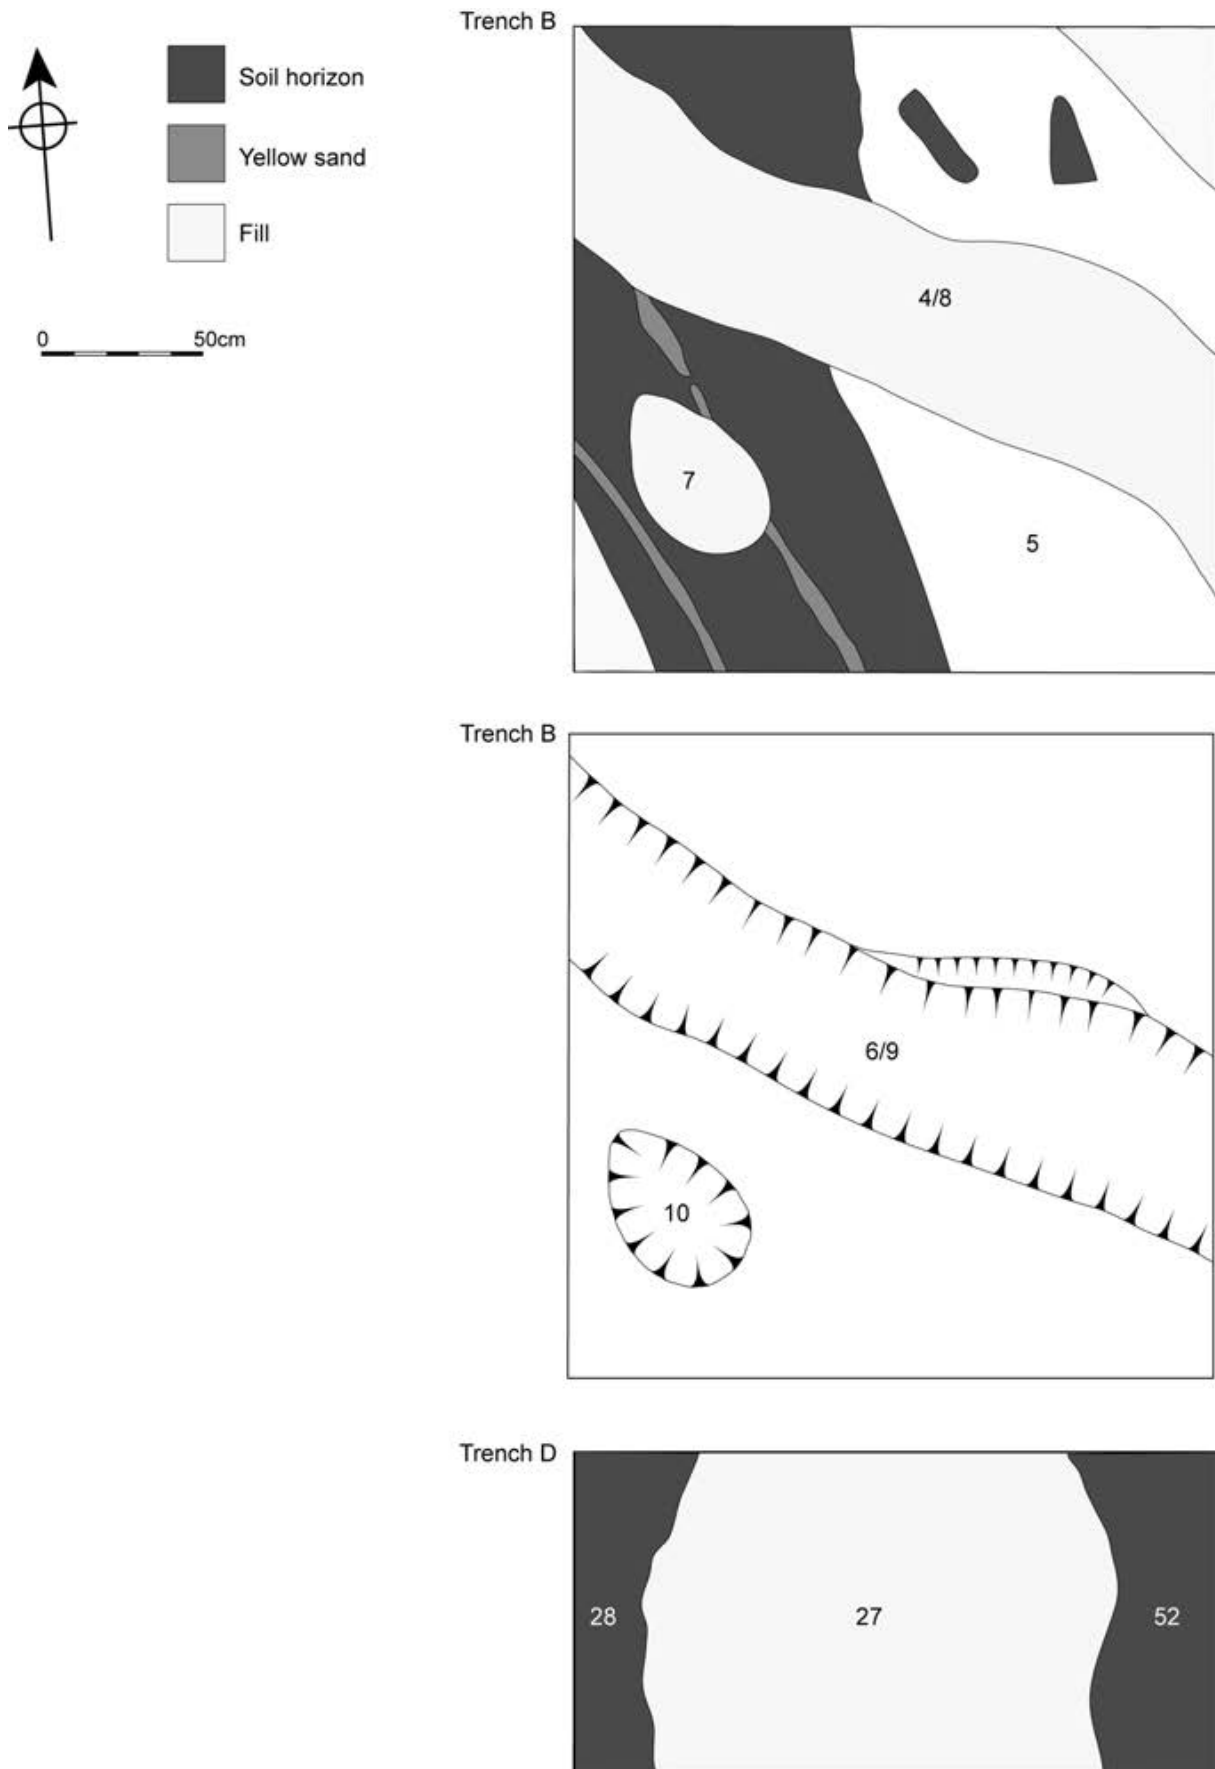 Trench B
Soil horizon
Yellow sand
Fill
0 50cm
4/8
7
5
Trench B
6/9
10
Trench D
28 27 52